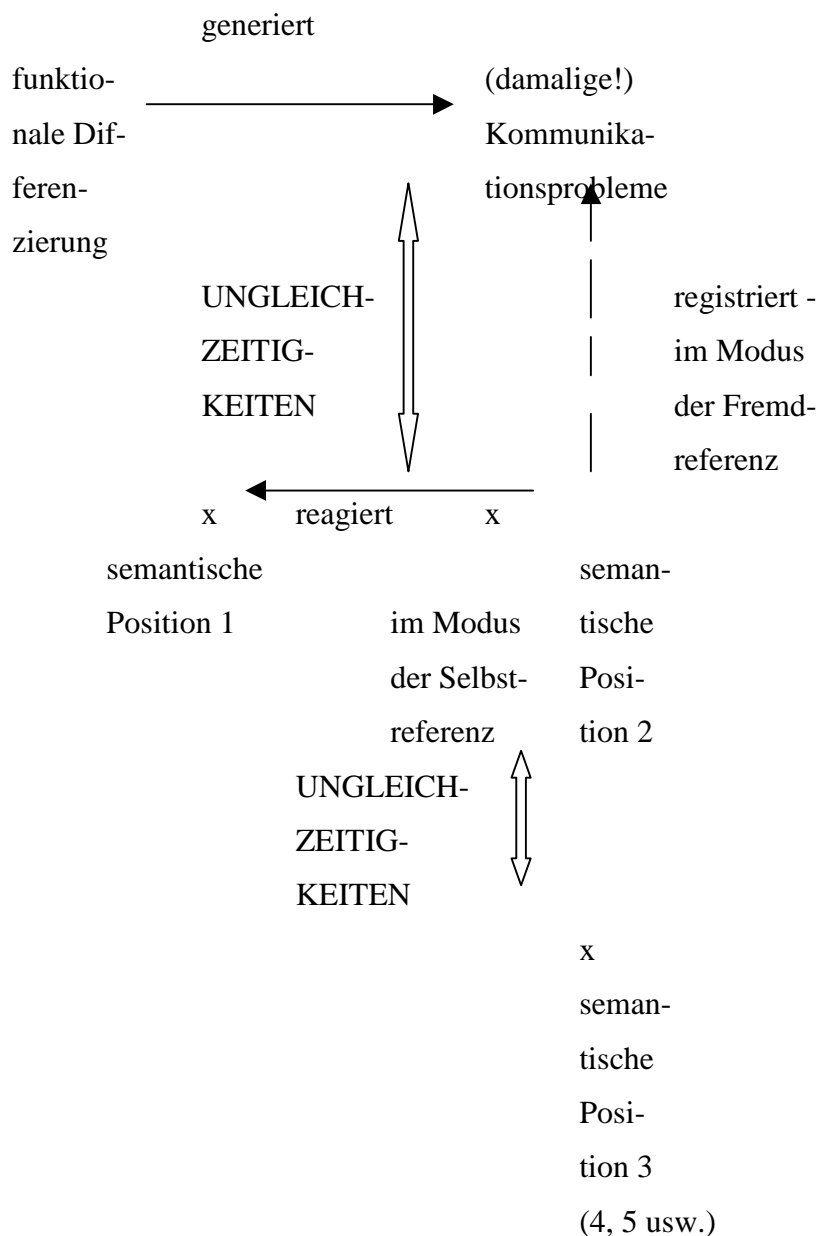 generiert
funktio-
nale Dif-
feren-
zierung
(damalige!)
Kommunika-
tionsprobleme
UNGLEICH-
ZEITIG-
KEITEN
registriert -
im Modus
der Fremd-
referenz
x reagiert x
semantische
Position 1
im Modus
der Selbst-
referenz
seman-
tische
Posi-
tion 2
UNGLEICH-
ZEITIG-
KEITEN
x
seman-
tische
Posi-
tion 3
(4, 5 usw.)